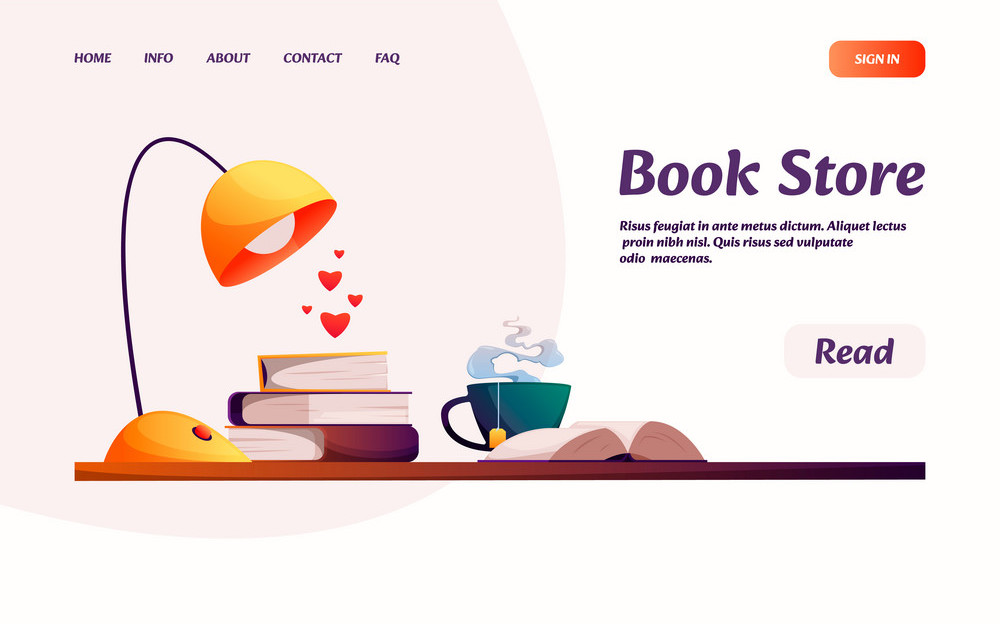 HOME INFO ABOUT CONTACT FAQ
SIGN IN
Book Store
Risus feugiat in ante metus dictum. Aliquet lectus
proin nibh nisl. Quis risus sed vulputate
odio maecenas.
Read